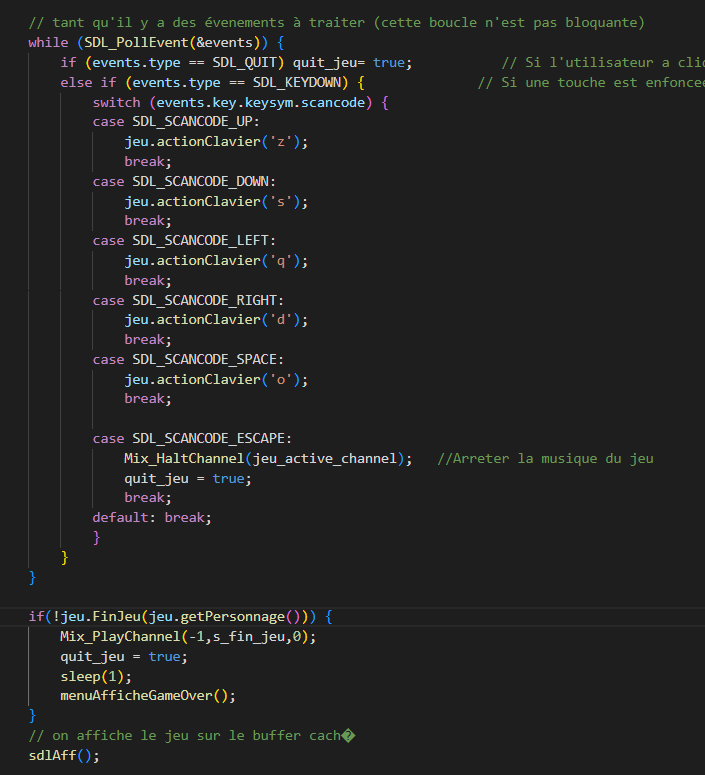 // tant qu'il y a des évenements à traiter (cette boucle n'est pas bloquante)
while (SDL_PollEvent(&events)) {
if (events.type == SDL_QUIT) quit_jeu= true; // Si l'utilisateur a
else if (events.type == SDL_KEYDOWN) { // Si une touche est enfoncee
switch (events.key.keysym.scancode) {
case SDL_SCANCODE_UP:
jeu.actionClavier('z');
break;
case SDL_SCANCODE_DOWN:
jeu.actionClavier('s');
break;
case SDL_SCANCODE_LEFT:
jeu.actionClavier('q');
break;
case SDL_SCANCODE_RIGHT:
jeu.actionClavier('d');
break;
case SDL_SCANCODE_SPACE:
jeu.actionClavier('o');
break;
case SDL_SCANCODE_ESCAPE:
Mix_HaltChannel(jeu_active_channel); //Arreter la musique du jeu
quit_jeu = true;
break;
default: break;
}
}
}
if(!jeu.FinJeu(jeu.getPersonnage())) {
Mix_PlayChannel(-1,s_fin_jeu,0);
quit_jeu = true;
sleep(1);
menuAfficheGameOver();
}
// on affiche le jeu sur le buffer cach�
sdlAff();